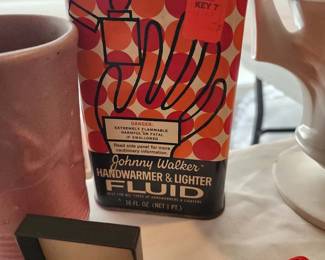 KEY 7
DANGER
EXTREMELY FLAMMABLE
HARMFUL OR FATAL
IF SWALLOWED
Read side panel for more
cautionary information.
Johnny Walker
HANDWARMER & LIGHTER
FLUID
16 FL. OZ. (NET 1 PT.)